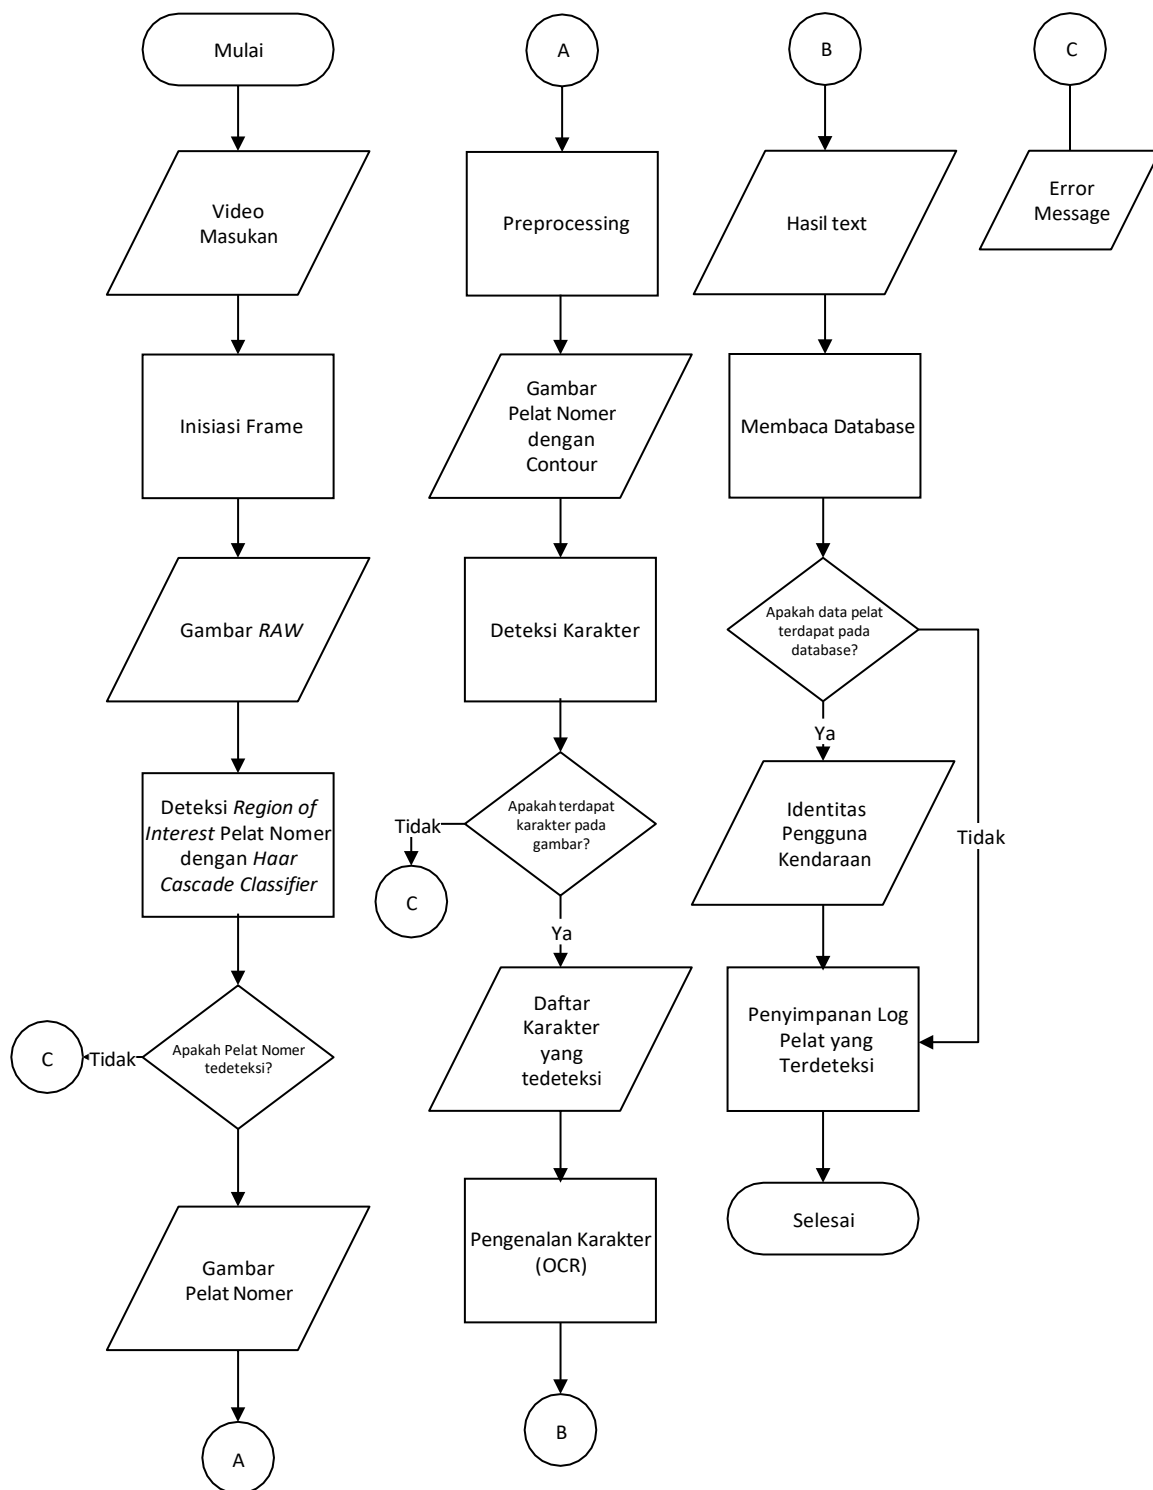 Mulai
Video
Masukan
Inisiasi Frame
Gambar RAW
Deteksi Region of
Interest Pelat Nomer
dengan Haar
Cascade Classifier
Apakah Pelat Nomer
tedeteksi?
Tidak
C
Gambar
Pelat Nomer
A
A
Preprocessing
Gambar
Pelat Nomer
dengan
Contour
Deteksi Karakter
Apakah terdapat
karakter pada
gambar?
Tidak
C
Ya
Daftar
Karakter
yang
tedeteksi
Pengenalan Karakter
(OCR)
B
B
Hasil text
Membaca Database
Apakah data pelat
terdapat pada
database?
Ya
Tidak
Identitas
Pengguna
Kendaraan
Penyimpanan Log
Pelat yang
Terdeteksi
Selesai
C
Error
Message